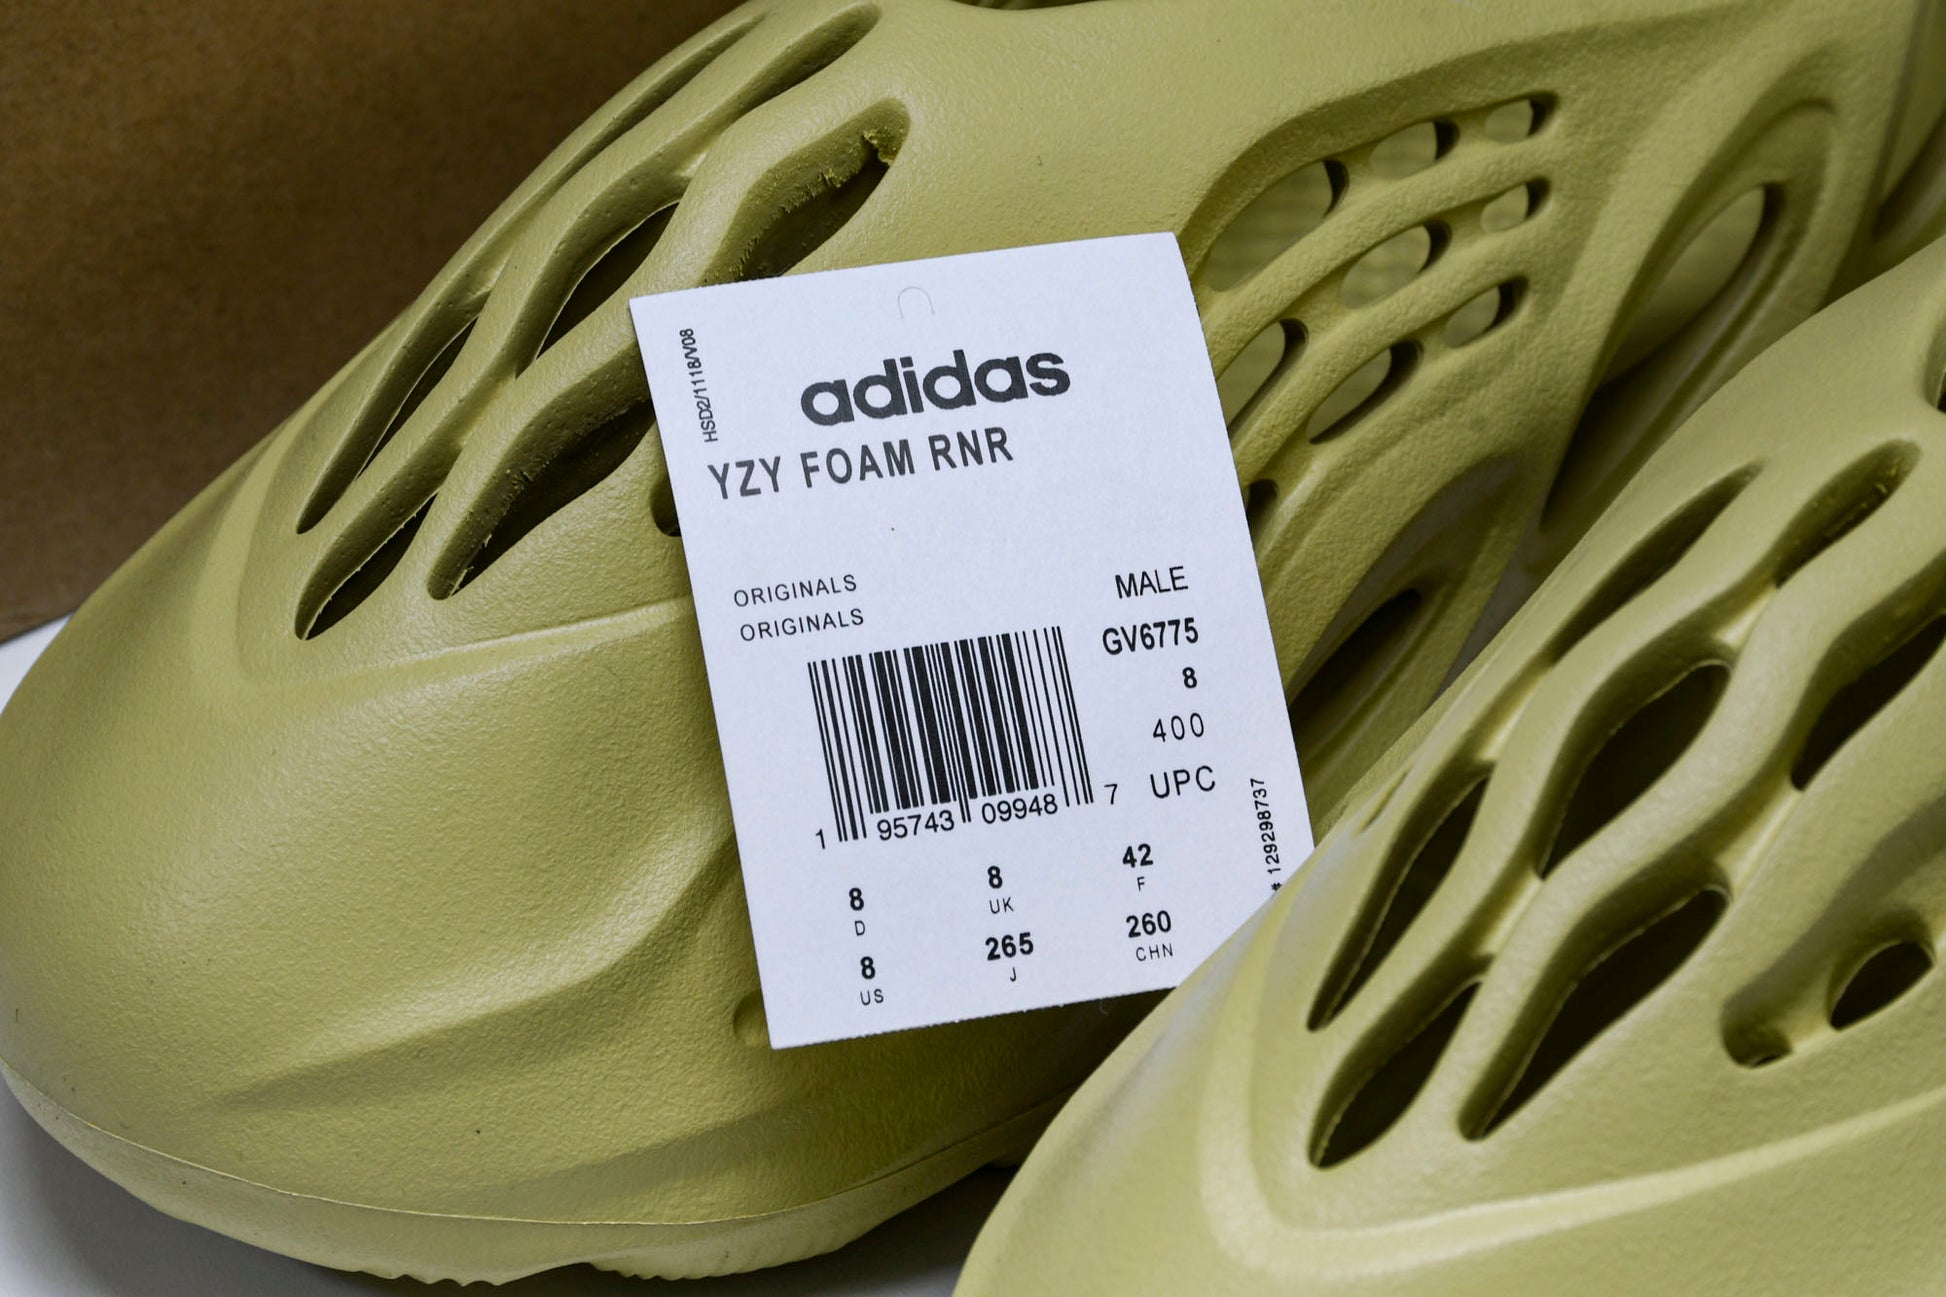 HSD2/1118/V08
adidas
YZY FOAM RNR
ORIGINALS
ORIGINALS
MALE
GV6775
8
400
UPC
1 95743 09948 7
# 129298737
8 8 42
D UK F
8 265 260
US J CHN